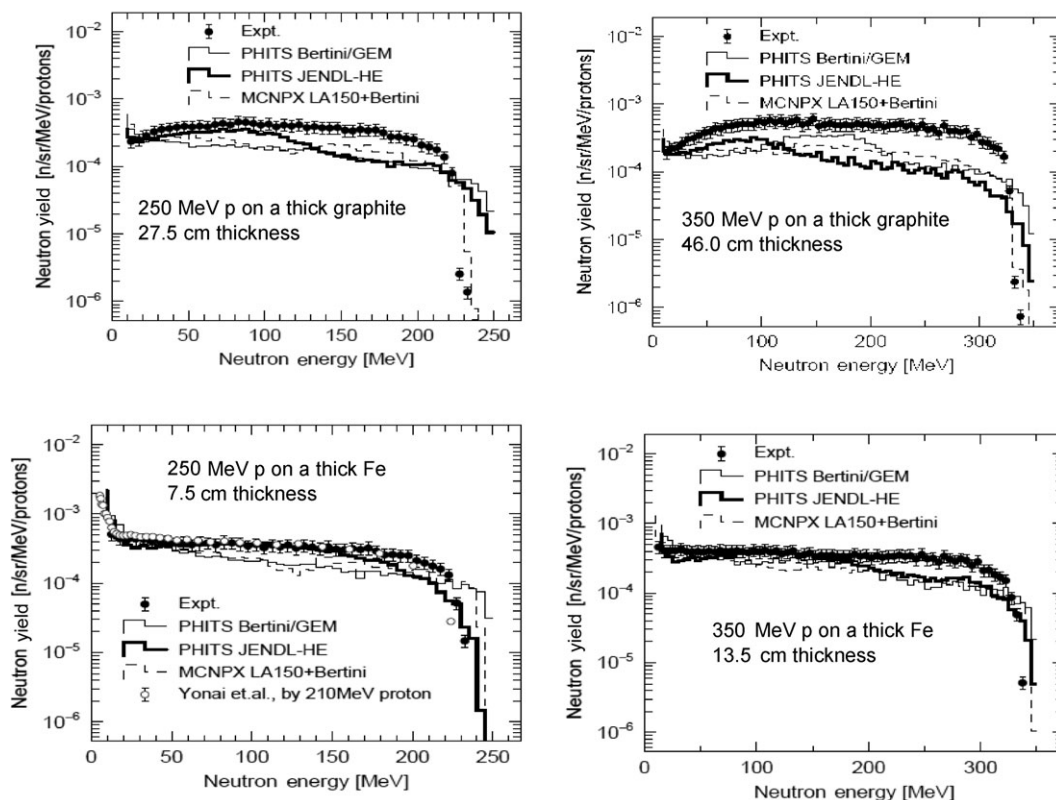 10⁻²
10⁻³
10⁻⁴
10⁻⁵
10⁻⁶
Neutron yield [n/sr/MeV/protons]
Expt.
PHITS Bertini/GEM
PHITS JENDL-HE
MCNPX LA150+Bertini
250 MeV p on a thick graphite
27.5 cm thickness
0 50 100 150 200 250
Neutron energy [MeV]
10⁻²
10⁻³
10⁻⁴
10⁻⁵
10⁻⁶
Neutron yield [n/sr/MeV/protons]
Expt.
PHITS Bertini/GEM
PHITS JENDL-HE
MCNPX LA150+Bertini
350 MeV p on a thick graphite
46.0 cm thickness
0 100 200 300
Neutron energy [MeV]
10⁻²
10⁻³
10⁻⁴
10⁻⁵
10⁻⁶
Neutron yield [n/sr/MeV/protons]
250 MeV p on a thick Fe
7.5 cm thickness
Expt.
PHITS Bertini/GEM
PHITS JENDL-HE
MCNPX LA150+Bertini
Yonai et.al., by 210MeV proton
0 50 100 150 200 250
Neutron energy [MeV]
10⁻²
10⁻³
10⁻⁴
10⁻⁵
10⁻⁶
Neutron yield [n/sr/MeV/protons]
Expt.
PHITS Bertini/GEM
PHITS JENDL-HE
MCNPX LA150+Bertini
350 MeV p on a thick Fe
13.5 cm thickness
0 100 200 300
Neutron energy [MeV]